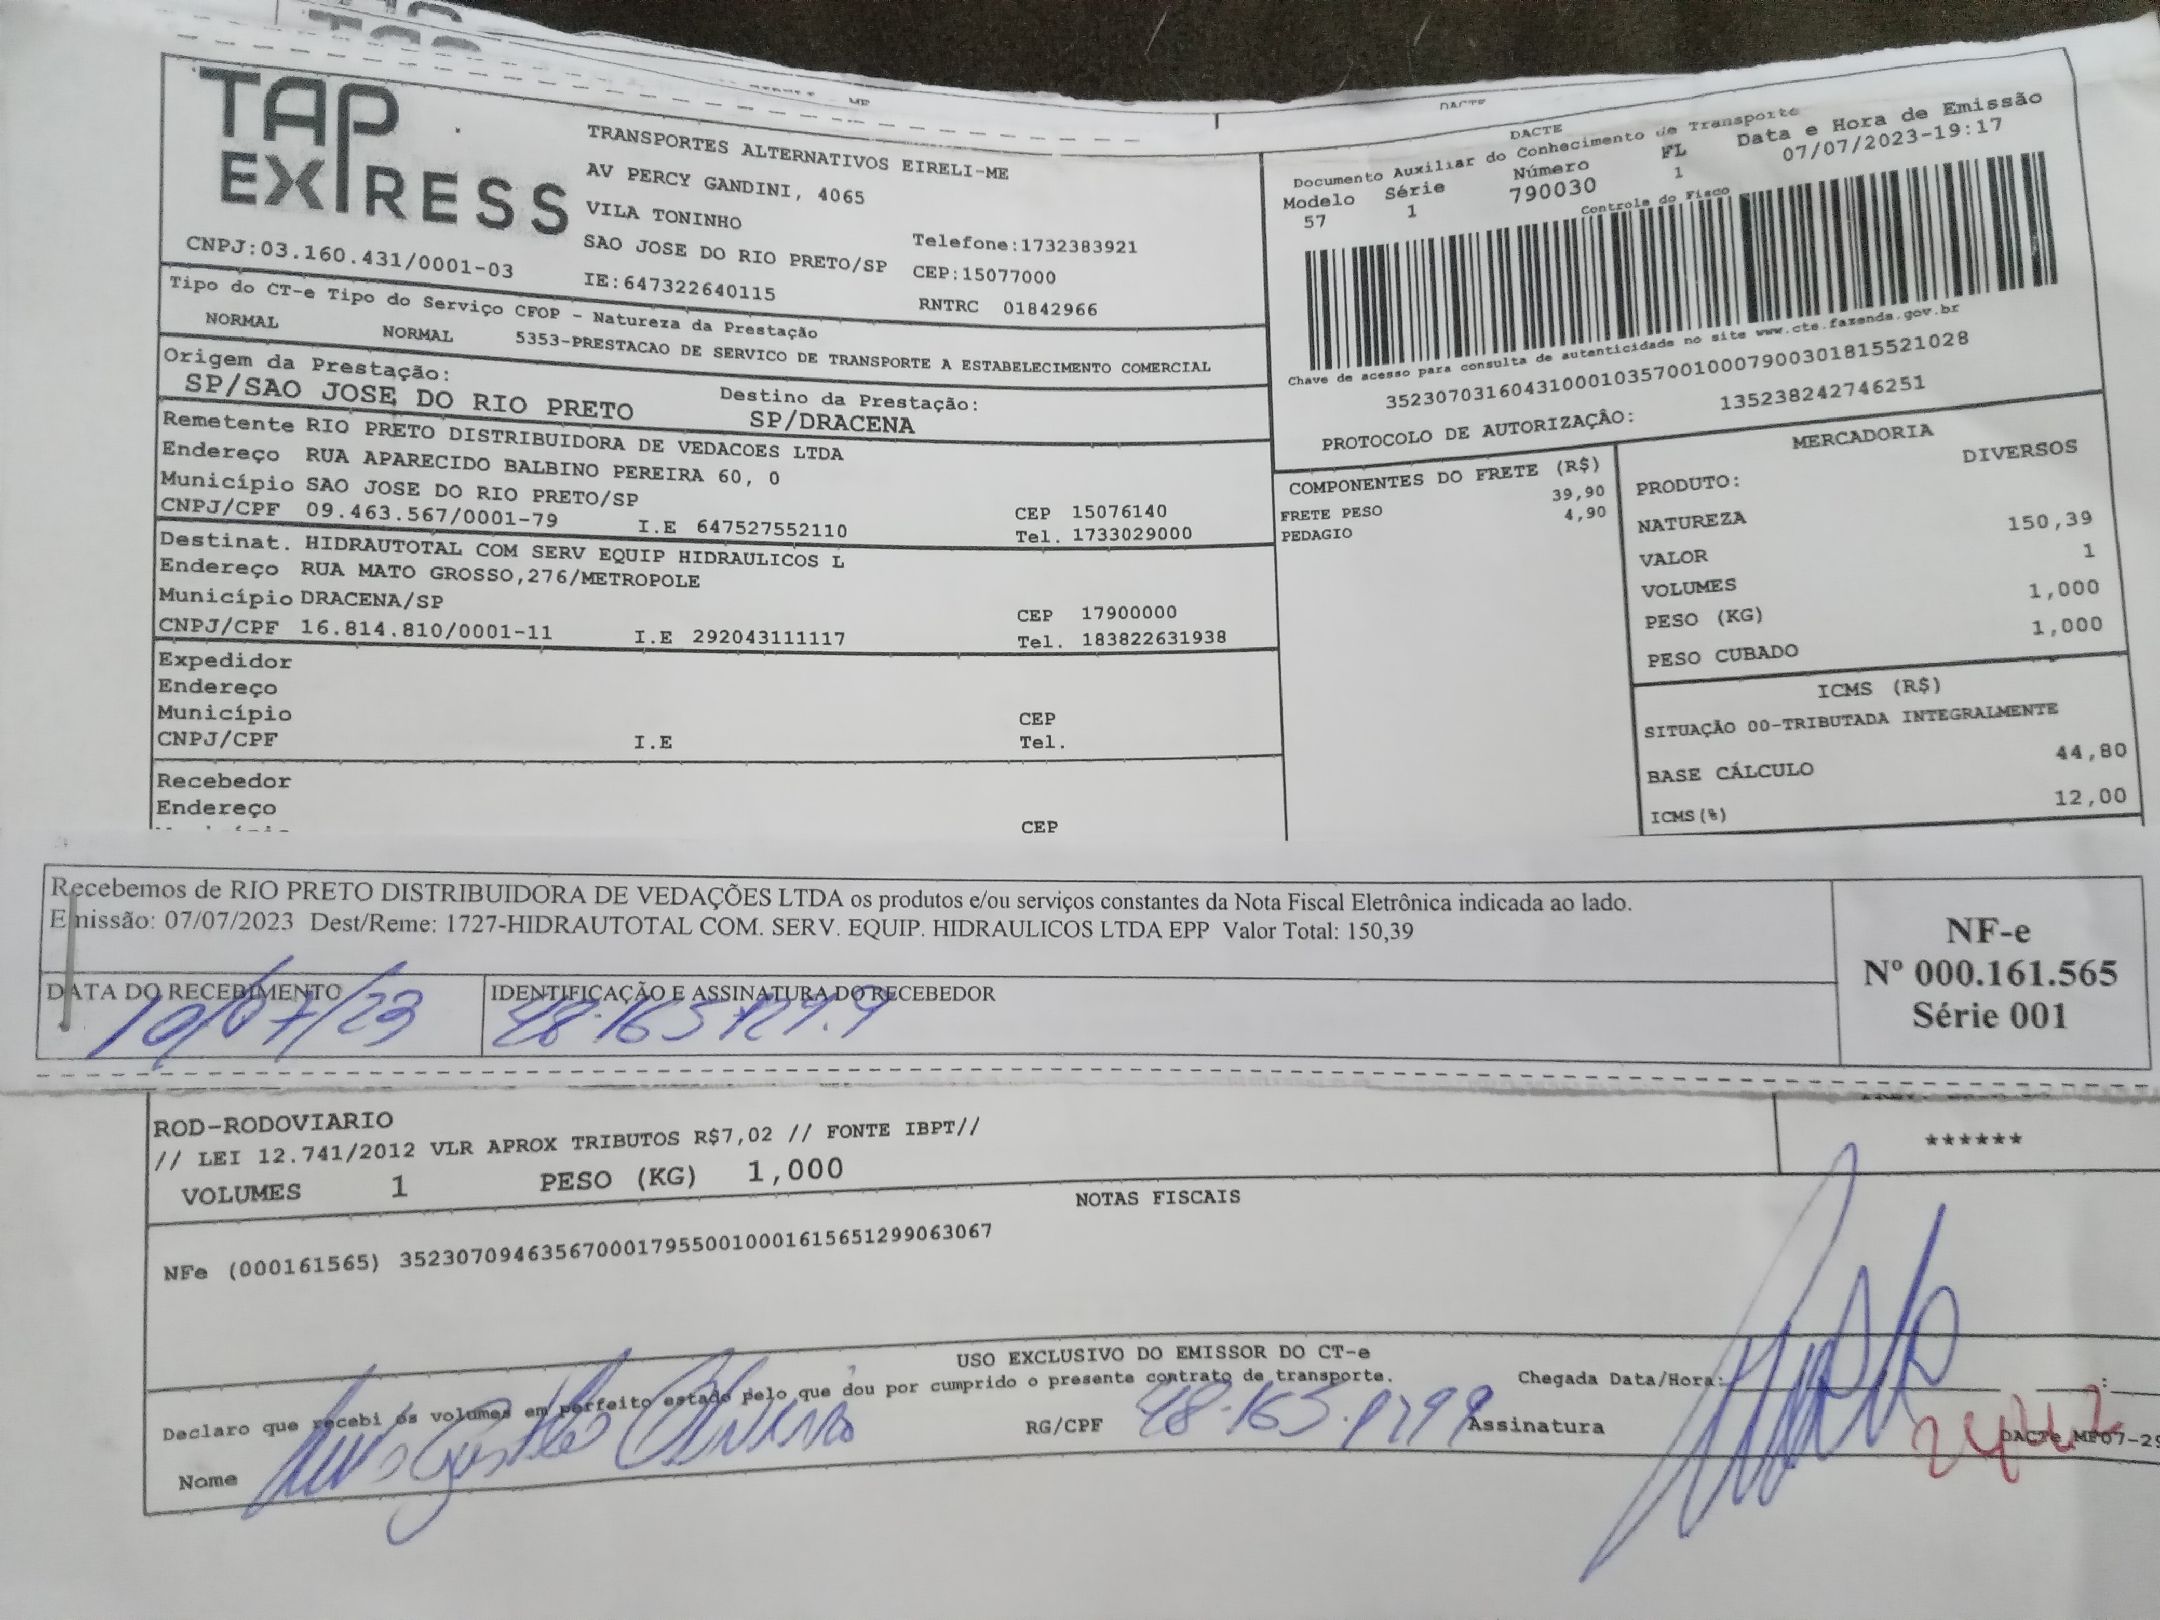 TAP
EXPRESS
CNPJ:03.160.431/0001-03
TRANSPORTES ALTERNATIVOS EIRELI-ME
AV PERCY GANDINI, 4065
VILA TONINHO
SAO JOSE DO RIO PRETO/SP
IE:647322640115
Telefone:1732383921
CEP:15077000
RNTRC 01842966
DACTE
Documento Auxiliar do Conhecimento de Transporte
Modelo Série Número FL Data e Hora de Emissão
57 1 790030 1 07/07/2023-19:17
Controle do Fisco
Chave de acesso para consulta de autenticidade no site www.cte.fazenda.gov.br
35230703160431000103570010007900301815521028
PROTOCOLO DE AUTORIZAÇÂO: 135238242746251
Tipo do CT-e Tipo do Serviço CFOP - Natureza da Prestação
NORMAL NORMAL 5353-PRESTACAO DE SERVICO DE TRANSPORTE A ESTABELECIMENTO COMERCIAL
Origem da Prestação: Destino da Prestação:
SP/SAO JOSE DO RIO PRETO SP/DRACENA
Remetente RIO PRETO DISTRIBUIDORA DE VEDACOES LTDA
Endereço RUA APARECIDO BALBINO PEREIRA 60, 0
Município SAO JOSE DO RIO PRETO/SP CEP 15076140
CNPJ/CPF 09.463.567/0001-79 I.E 647527552110 Tel. 1733029000
Destinat. HIDRAUTOTAL COM SERV EQUIP HIDRAULICOS L
Endereço RUA MATO GROSSO,276/METROPOLE
Município DRACENA/SP CEP 17900000
CNPJ/CPF 16.814.810/0001-11 I.E 292043111117 Tel. 183822631938
Expedidor
Endereço
Município CEP
CNPJ/CPF I.E Tel.
Recebedor
Endereço
CEP
COMPONENTES DO FRETE (R$)
FRETE PESO 39,90
PEDAGIO 4,90
MERCADORIA
PRODUTO: DIVERSOS
NATUREZA
VALOR 150,39
VOLUMES 1
PESO (KG) 1,000
PESO CUBADO 1,000
ICMS (R$)
SITUAÇÃO 00-TRIBUTADA INTEGRALMENTE
BASE CÁLCULO 44,80
ICMS(%) 12,00
Recebemos de RIO PRETO DISTRIBUIDORA DE VEDAÇÕES LTDA os produtos e/ou serviços constantes da Nota Fiscal Eletrônica indicada ao lado.
Emissão: 07/07/2023 Dest/Reme: 1727-HIDRAUTOTAL COM. SERV. EQUIP. HIDRAULICOS LTDA EPP Valor Total: 150,39
DATA DO RECEBIMENTO IDENTIFICAÇÃO E ASSINATURA DO RECEBEDOR
10/07/23 48.163.929.9
NF-e
Nº 000.161.565
Série 001
ROD-RODOVIARIO
// LEI 12.741/2012 VLR APROX TRIBUTOS R$7,02 // FONTE IBPT//
******
VOLUMES 1 PESO (KG) 1,000
NOTAS FISCAIS
NFe (000161565) 35230709463567000179550010001615651299063067
USO EXCLUSIVO DO EMISSOR DO CT-e
Declaro que recebi os volumes em perfeito estado pelo que dou por cumprido o presente contrato de transporte. Chegada Data/Hora: :
Nome RG/CPF Assinatura
DACTe